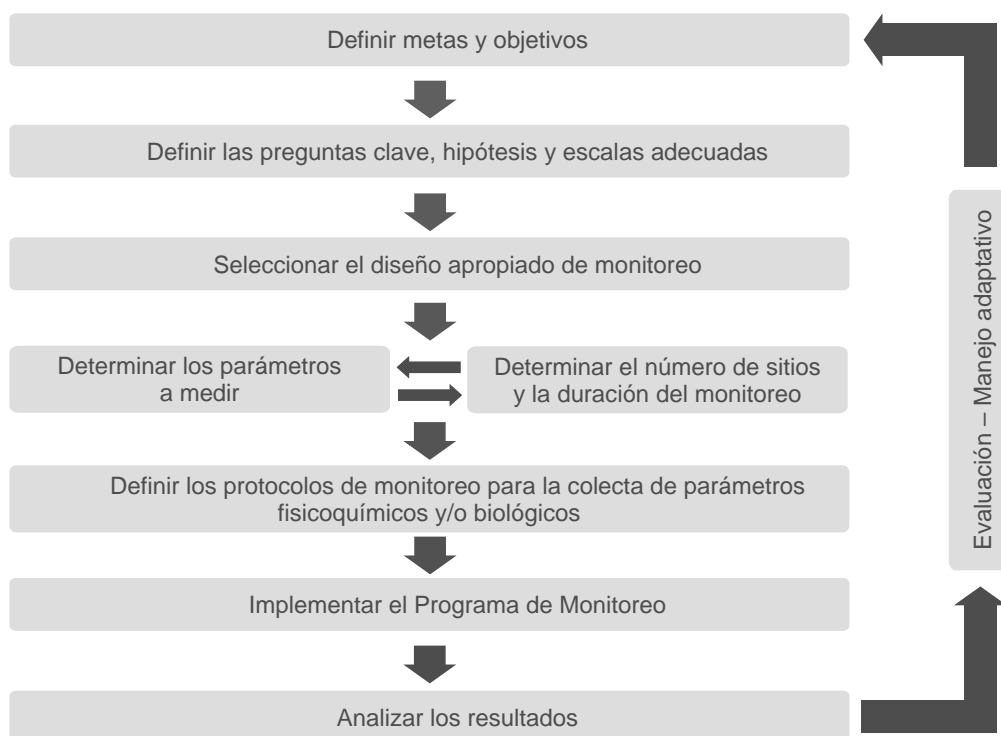 Definir metas y objetivos
Definir las preguntas clave, hipótesis y escalas adecuadas
Seleccionar el diseño apropiado de monitoreo
Determinar los parámetros
a medir
Determinar el número de sitios
y la duración del monitoreo
Definir los protocolos de monitoreo para la colecta de parámetros
fisicoquímicos y/o biológicos
Implementar el Programa de Monitoreo
Analizar los resultados
Evaluación – Manejo adaptativo